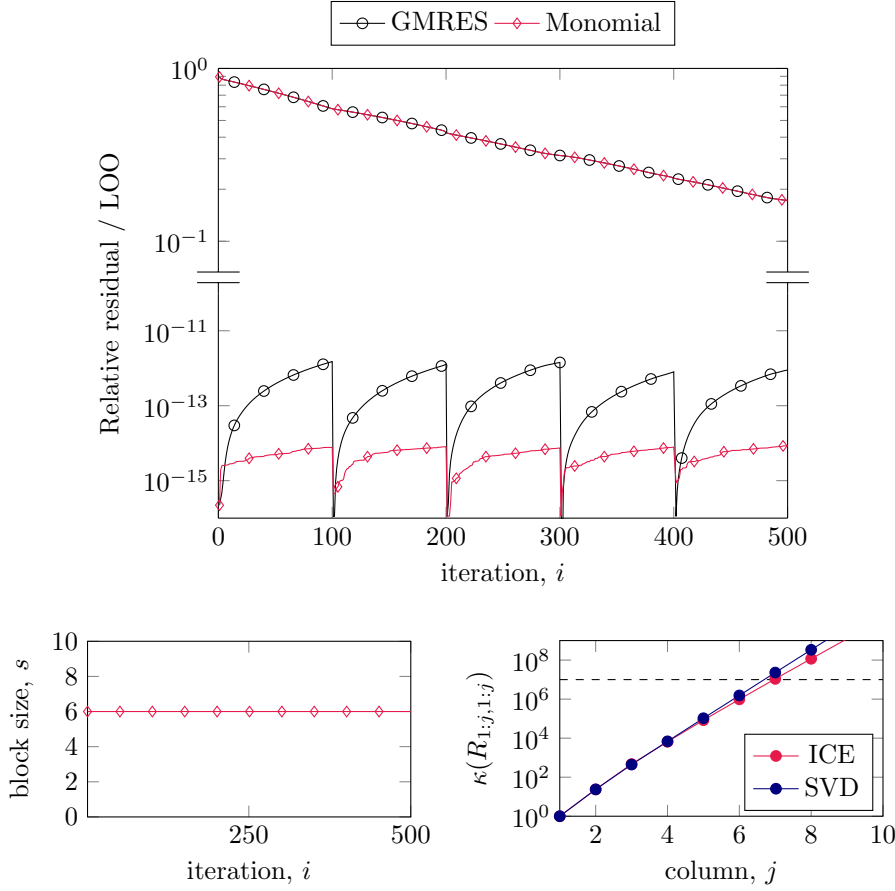 GMRES Monomial
10^0
10^{-1}
10^{-11}
10^{-13}
10^{-15}
Relative residual / LOO
0 100 200 300 400 500
iteration, i
10
8
6
4
2
0
block size, s
250 500
iteration, i
10^8
10^6
10^4
10^2
10^0
κ(R_{1:j,1:j})
ICE
SVD
2 4 6 8 10
column, j